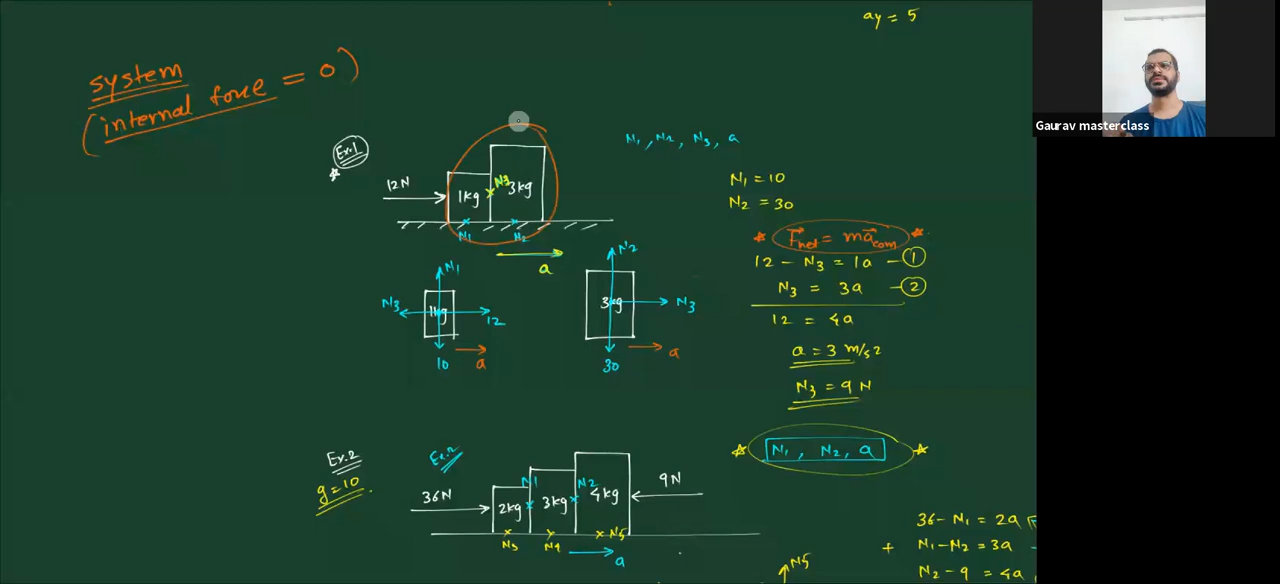 ay = 5
system
(internal force = 0)
Gaurav masterclass
Ex.1
12N
1kg
N3
3kg
N1
N2
a
N1, N2, N3, a
N1 = 10
N2 = 30
Fnet = macom
12 - N3 = 1a - 1
N3 = 3a - 2
12 = 4a
a = 3 m/s2
N3 = 9 N
N1
N3
1kg
12
10
a
N2
3kg
N3
30
a
N1, N2, a
Ex.2
g = 10
Ex.2
36N
2kg
N1
3kg
N2
4kg
9N
N3
N4
N5
a
N5
36 - N1 = 2a
+ N1 - N2 = 3a
N2 - 9 = 4a